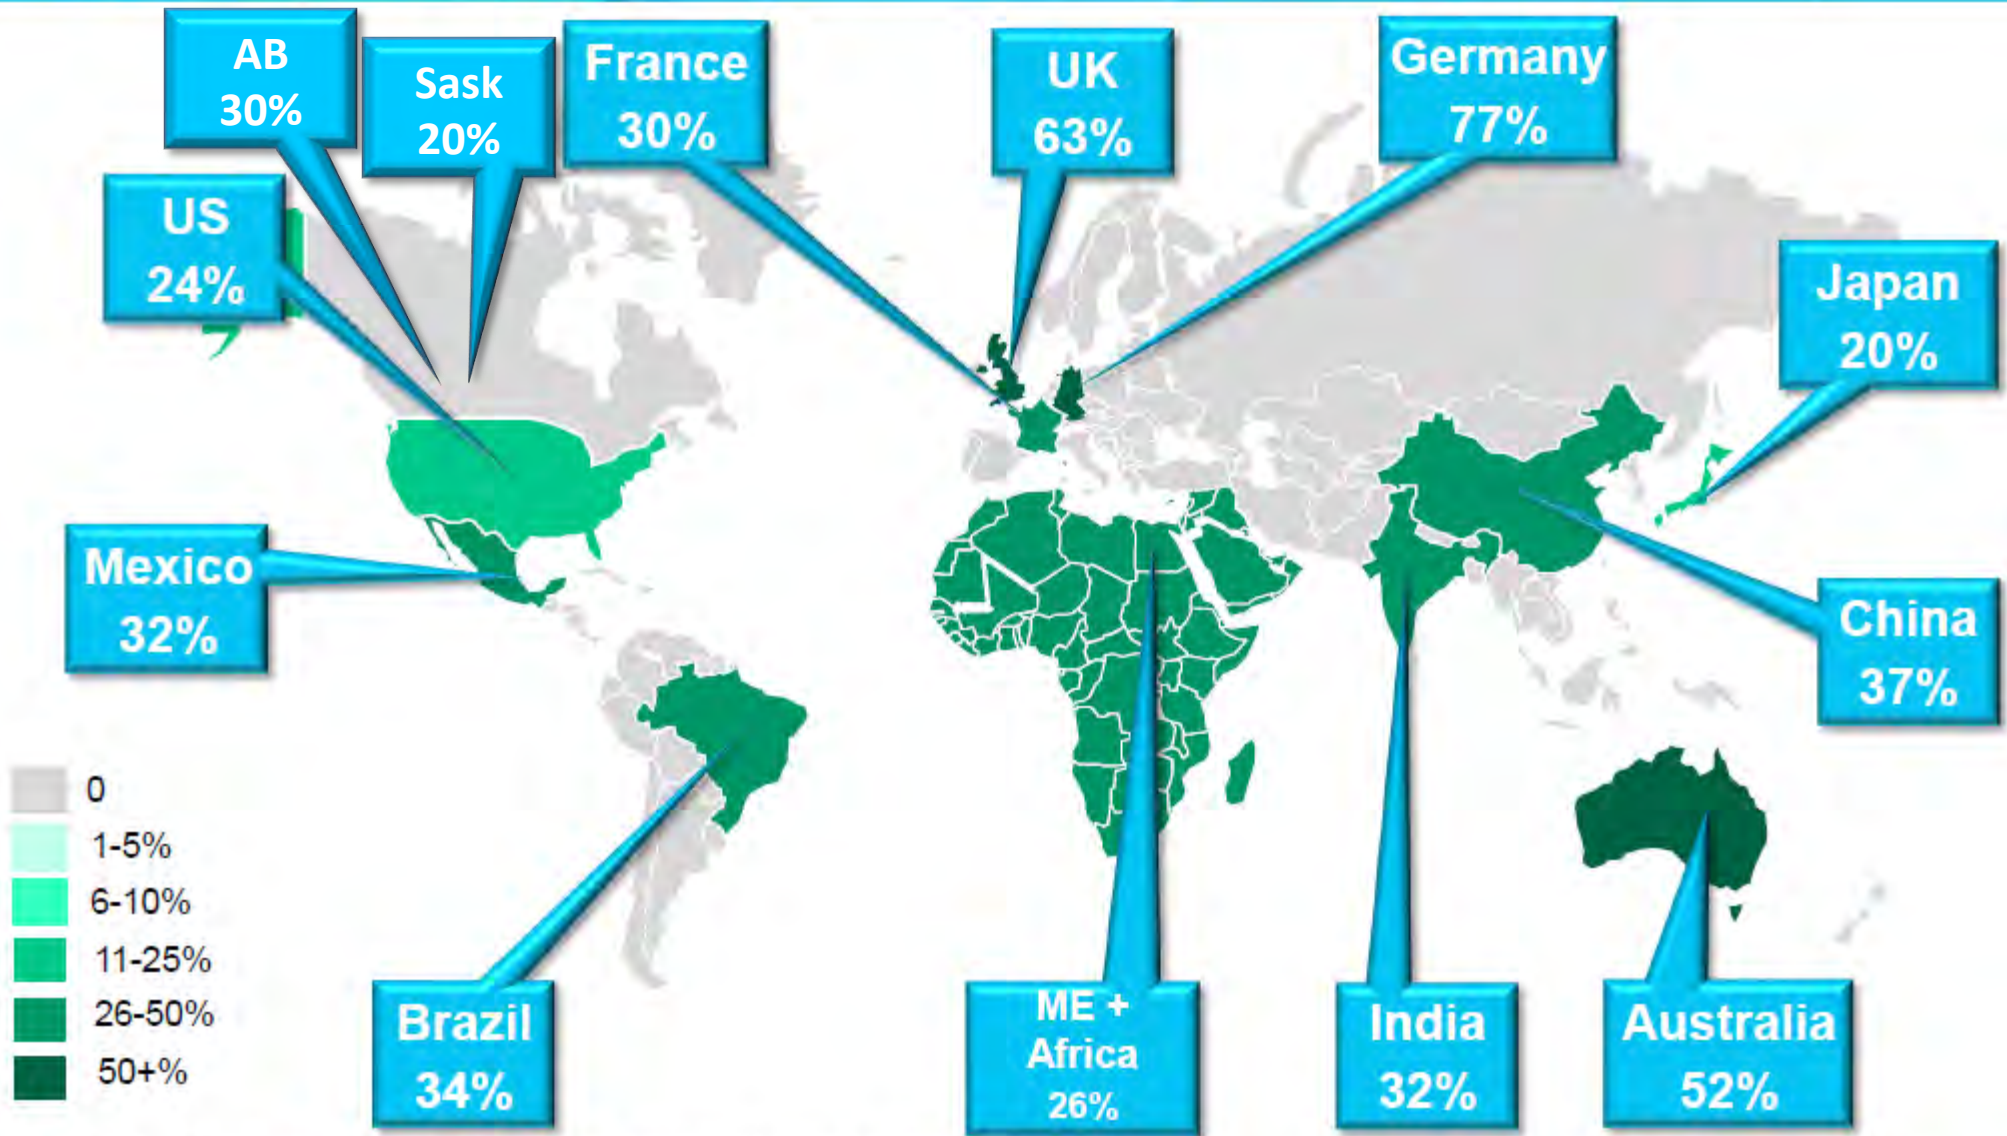 AB
30%
Sask
20%
France
30%
UK
63%
Germany
77%
US
24%
Japan
20%
Mexico
32%
China
37%
0
1-5%
6-10%
11-25%
26-50%
50+%
Brazil
34%
ME +
Africa
26%
India
32%
Australia
52%